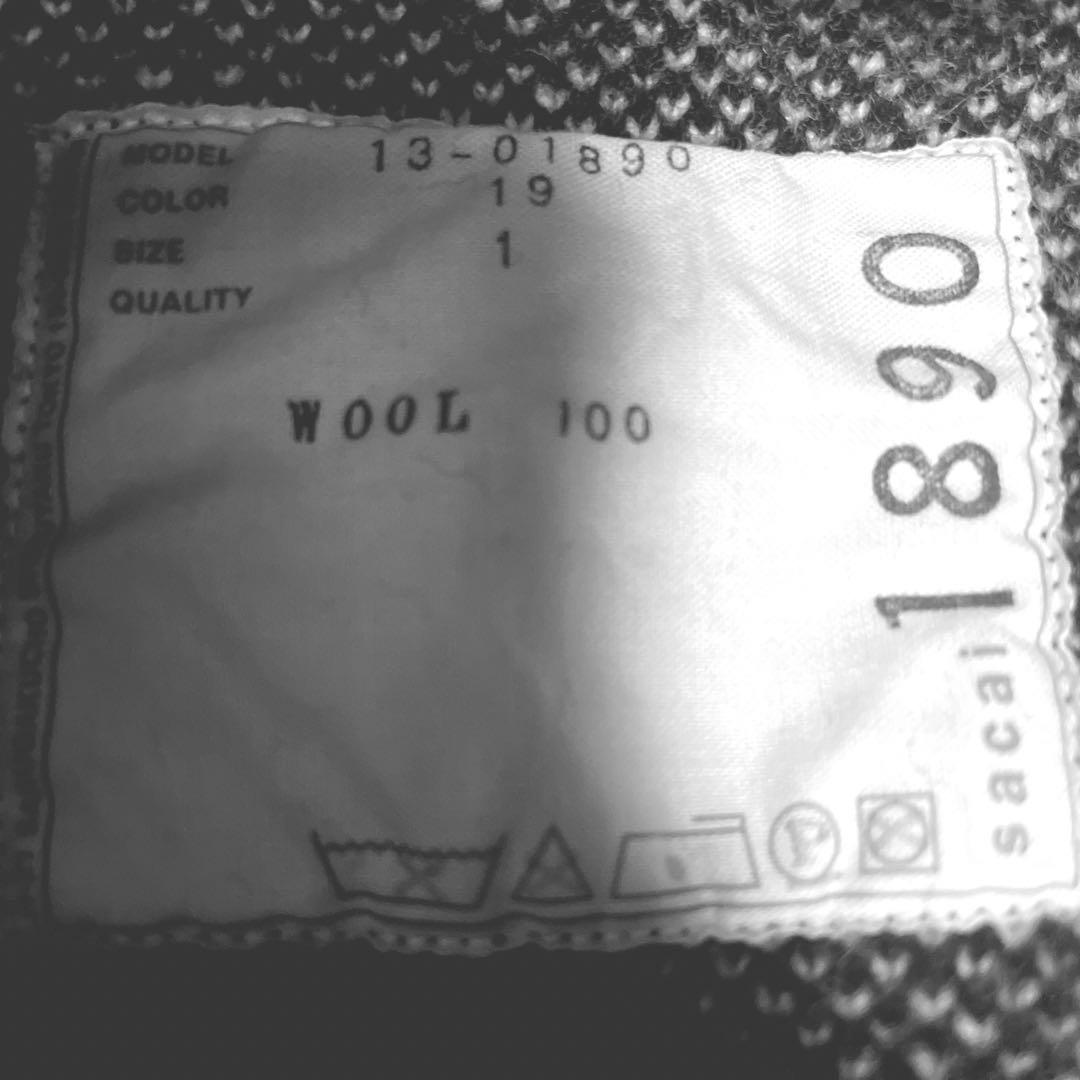 MODEL 13-01890
COLOR 19
SIZE 1
QUALITY
WOOL 100
sacai 1890